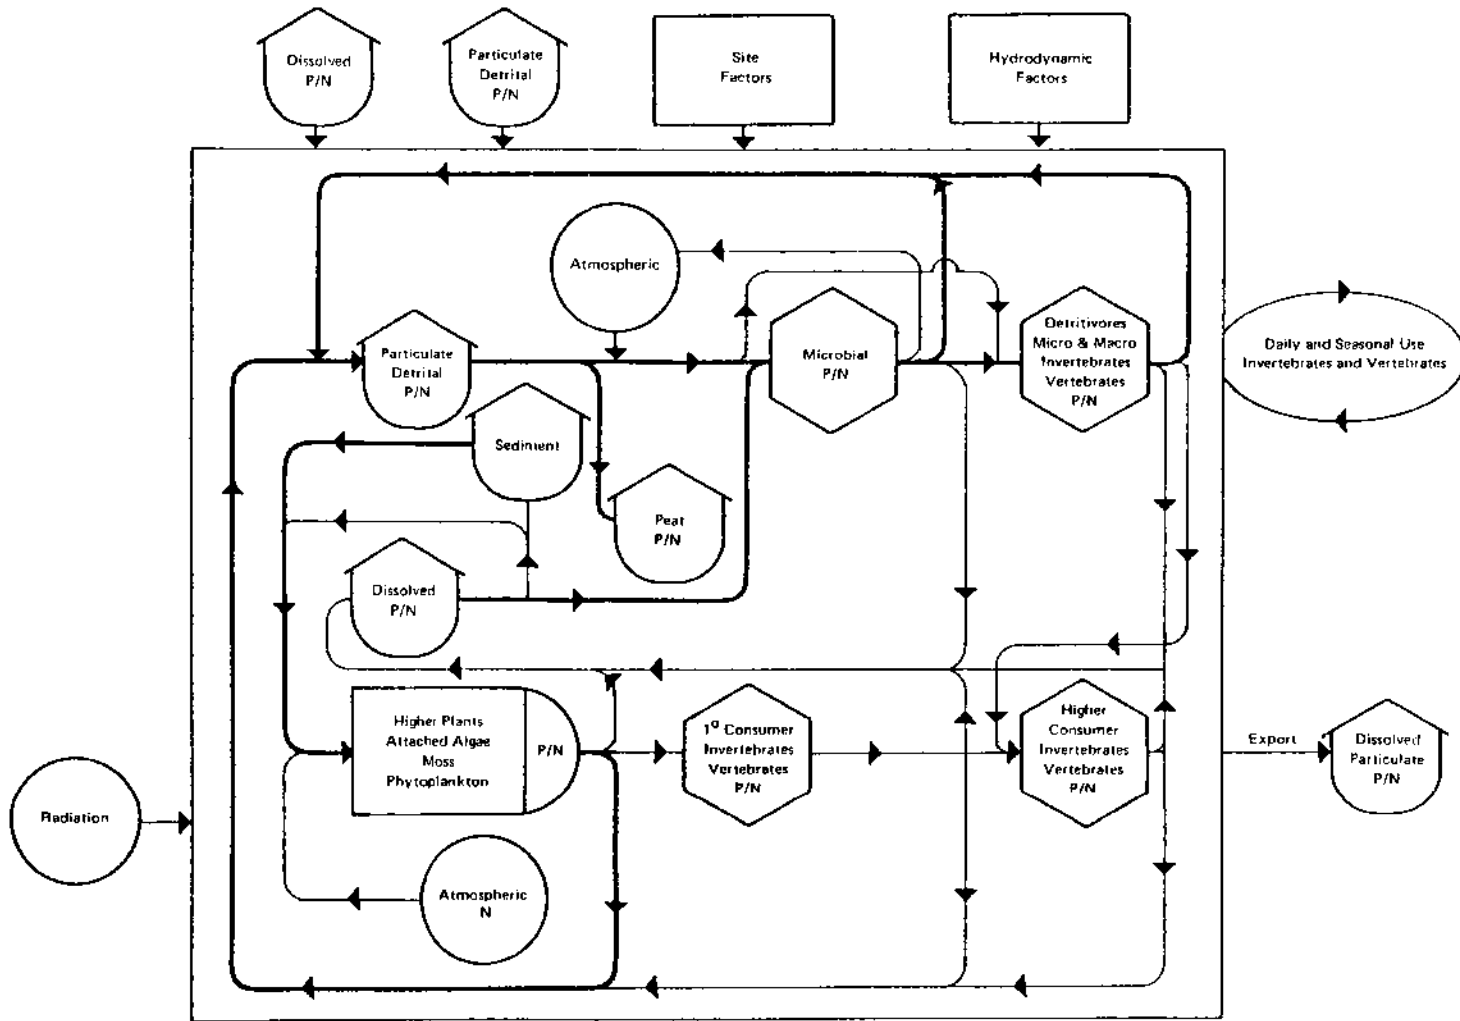 Dissolved
P/N
Particulate
Detrital
P/N
Site
Factors
Hydrodynamic
Factors
Atmospheric
Particulate
Detrital
P/N
Microbial
P/N
Detritivores
Micro & Macro
Invertebrates
Vertebrates
P/N
Daily and Seasonal Use
Invertebrates and Vertebrates
Sediment
Peat
P/N
Dissolved
P/N
Higher Plants
Attached Algae
Moss
Phytoplankton
P/N
1º Consumer
Invertebrates
Vertebrates
P/N
Higher
Consumer
Invertebrates
Vertebrates
P/N
Export
Dissolved/
Particulate
P/N
Radiation
Atmospheric
N